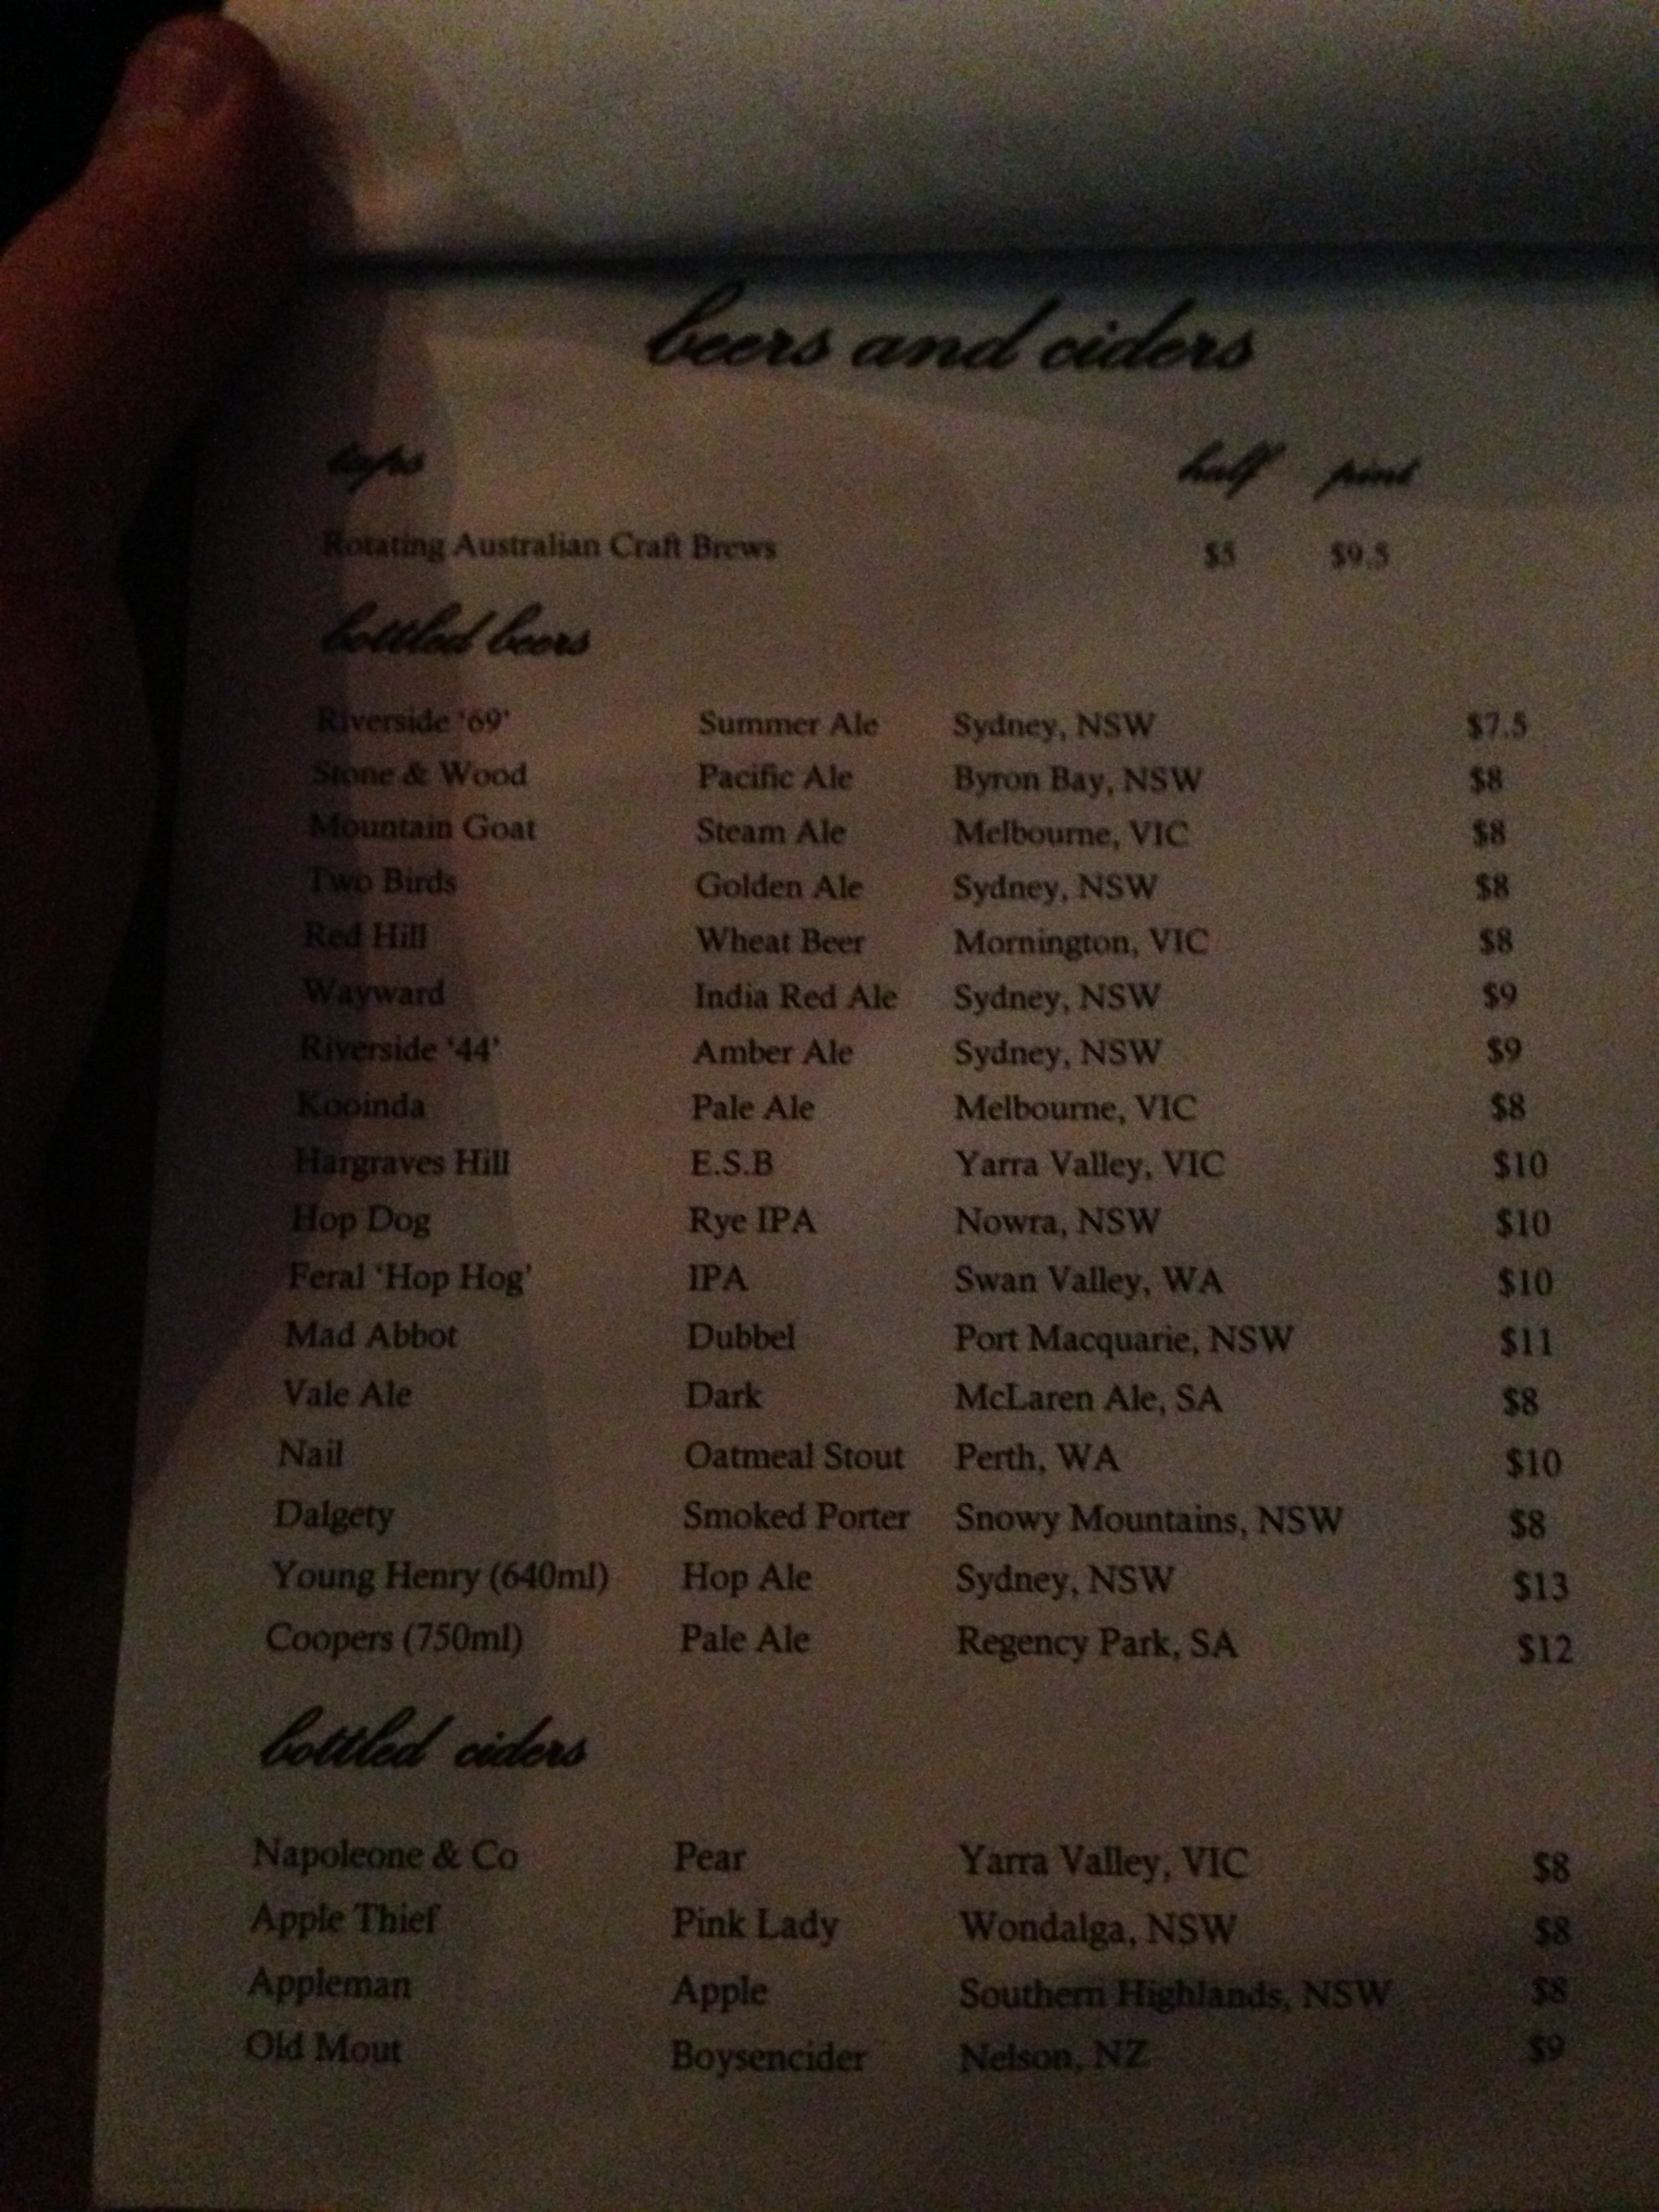 beers and ciders
taps half pint
Rotating Australian Craft Brews $5 $9.5
bottled beers
Riverside '69' Summer Ale Sydney, NSW $7.5
Stone & Wood Pacific Ale Byron Bay, NSW $8
Mountain Goat Steam Ale Melbourne, VIC $8
Two Birds Golden Ale Sydney, NSW $8
Red Hill Wheat Beer Mornington, VIC $8
Wayward India Red Ale Sydney, NSW $9
Riverside '44' Amber Ale Sydney, NSW $9
Kooinda Pale Ale Melbourne, VIC $8
Hargraves Hill E.S.B Yarra Valley, VIC $10
Hop Dog Rye IPA Nowra, NSW $10
Feral 'Hop Hog' IPA Swan Valley, WA $10
Mad Abbot Dubbel Port Macquarie, NSW $11
Vale Ale Dark McLaren Ale, SA $8
Nail Oatmeal Stout Perth, WA $10
Dalgety Smoked Porter Snowy Mountains, NSW $8
Young Henry (640ml) Hop Ale Sydney, NSW $13
Coopers (750ml) Pale Ale Regency Park, SA $12
bottled ciders
Napoleone & Co Pear Yarra Valley, VIC $8
Apple Thief Pink Lady Wondalga, NSW $8
Appleman Apple Southern Highlands, NSW $8
Old Mout Boysencider Nelson, NZ $9